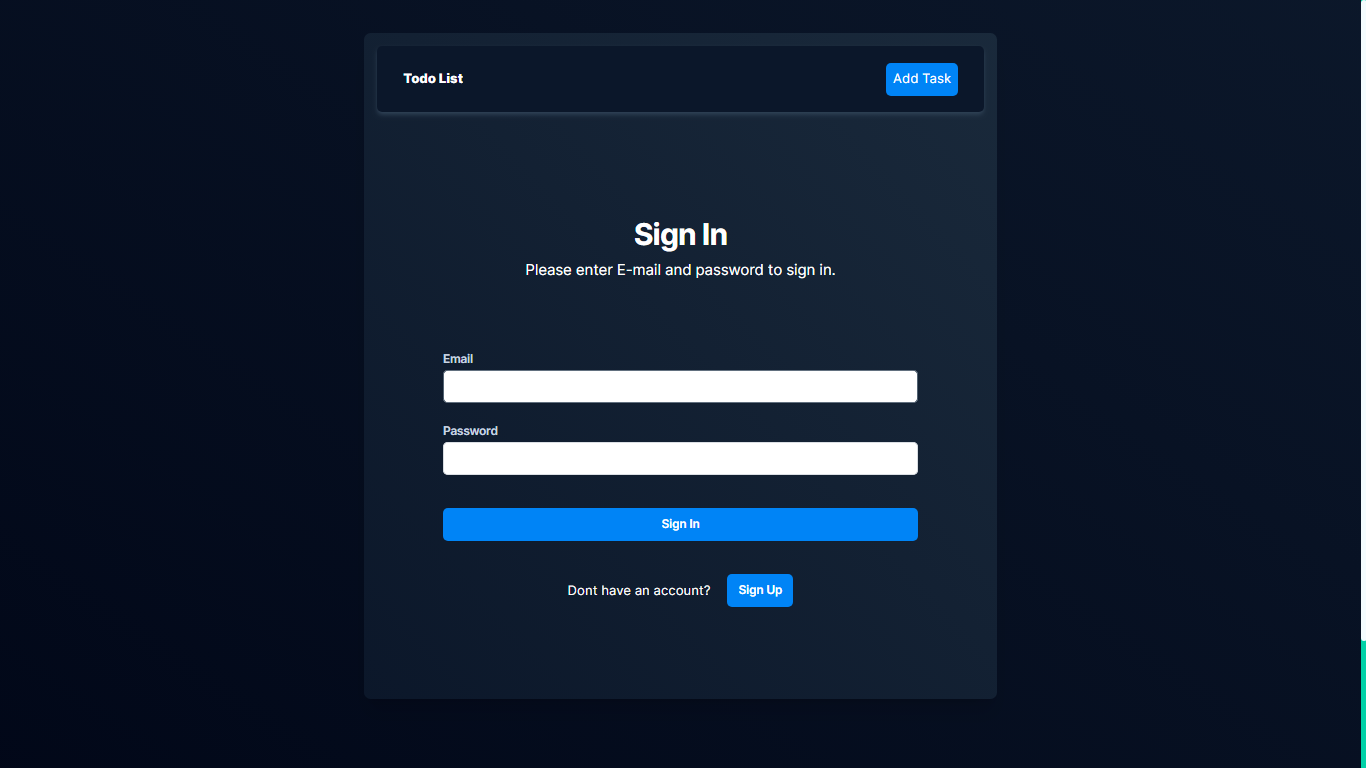 Todo List
Add Task
Sign In
Please enter E-mail and password to sign in.
Email
Password
Sign In
Dont have an account?
Sign Up